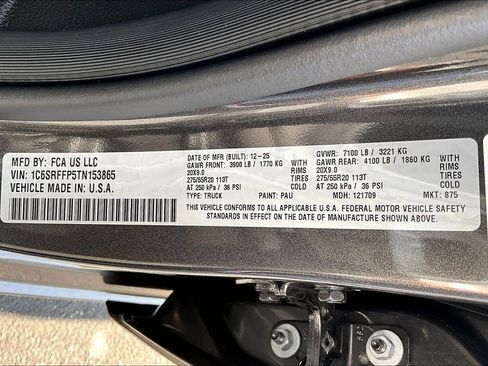 MFD BY: FCA US LLC
VIN: 1C6SRFFP5TN153865
VEHICLE MADE IN U.S.A.
DATE OF MFR (BUILT): 12-25
GVWR: 7100 LB / 3221 KG
GAWR FRONT: 3900 LB / 1770 KG
GAWR REAR: 4100 LB / 1860 KG
20X9.0 RIMS
20X9.0 RIMS
275/55R20 113T TIRES
275/55R20 113T TIRES
AT 250 kPa / 36 PSI
AT 250 kPa / 36 PSI COLD
TYPE: TRUCK PAINT: PAU MDH: 121709 MKT: 875
THIS VEHICLE CONFORMS TO ALL APPLICABLE U.S.A. FEDERAL MOTOR VEHICLE SAFETY
STANDARDS IN EFFECT ON THE DATE OF MANUFACTURE SHOWN ABOVE.